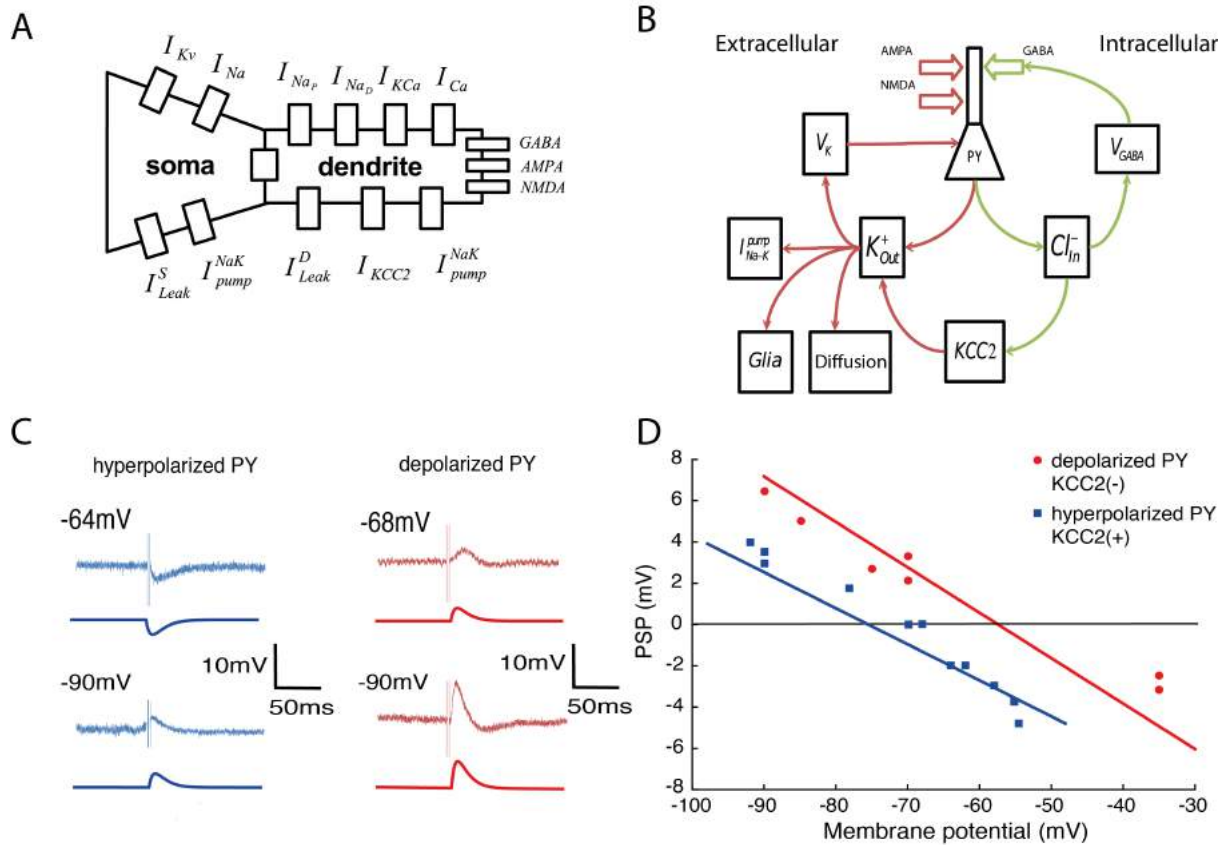 A
I_Kv
I_Na
I_Na_P
I_Na_D
I_KCa
I_Ca
soma
dendrite
GABA
AMPA
NMDA
I^S_Leak
I^NaK_pump
I^D_Leak
I_KCC2
I^NaK_pump
B
Extracellular
Intracellular
AMPA
GABA
NMDA
V_K
PY
V_GABA
I^pump_Na-K
K^+_Out
Cl^-_In
Glia
Diffusion
KCC2
C
hyperpolarized PY
depolarized PY
-64mV
-68mV
10mV
50ms
10mV
50ms
-90mV
-90mV
D
depolarized PY
KCC2(-)
hyperpolarized PY
KCC2(+)
PSP (mV)
8
6
4
2
0
-2
-4
-6
-8
-100 -90 -80 -70 -60 -50 -40 -30
Membrane potential (mV)